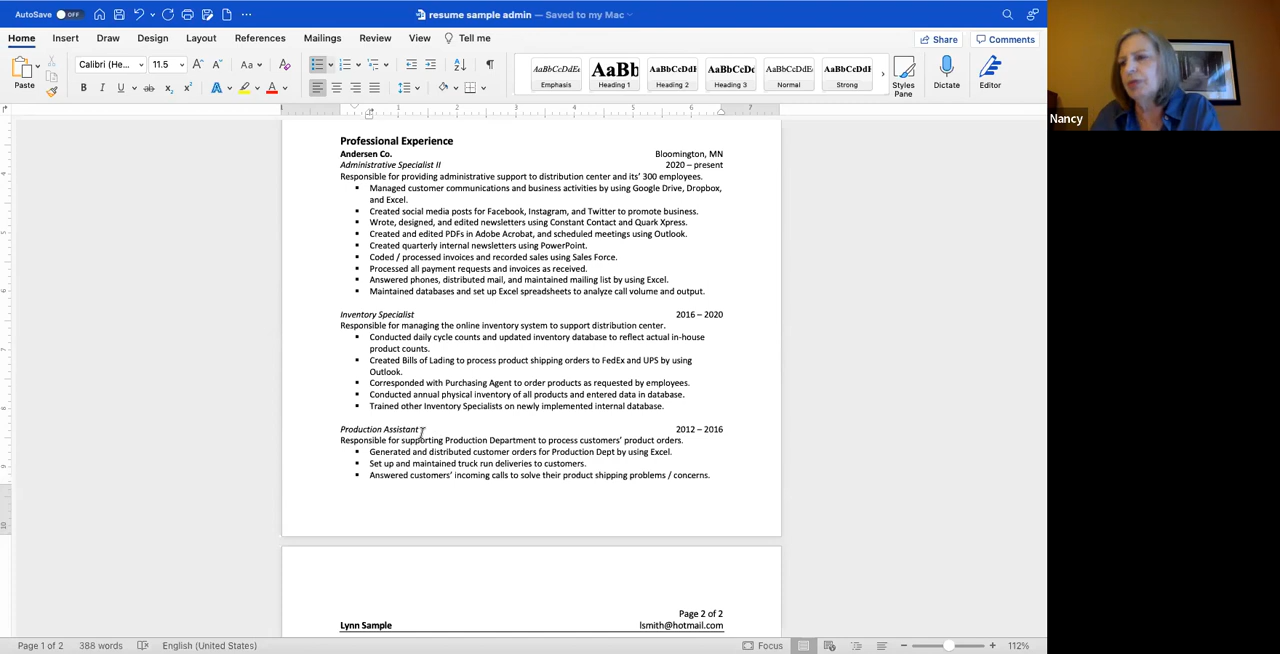 AutoSave OFF
resume sample admin — Saved to my Mac
Home Insert Draw Design Layout References Mailings Review View Tell me
Share Comments
Paste
Calibri (He... 11.5
Aa
AaBbCcDdEe AaBb AaBbCcDc AaBbCcDc AaBbCcDdEe AaBbCcDdE
Emphasis Heading 1 Heading 2 Heading 3 Normal Strong
Styles Pane
Dictate
Editor
Nancy
Professional Experience
Andersen Co. Bloomington, MN
Administrative Specialist II 2020 – present
Responsible for providing administrative support to distribution center and its' 300 employees.
▪ Managed customer communications and business activities by using Google Drive, Dropbox,
and Excel.
▪ Created social media posts for Facebook, Instagram, and Twitter to promote business.
▪ Wrote, designed, and edited newsletters using Constant Contact and Quark Xpress.
▪ Created and edited PDFs in Adobe Acrobat, and scheduled meetings using Outlook.
▪ Created quarterly internal newsletters using PowerPoint.
▪ Coded / processed invoices and recorded sales using Sales Force.
▪ Processed all payment requests and invoices as received.
▪ Answered phones, distributed mail, and maintained mailing list by using Excel.
▪ Maintained databases and set up Excel spreadsheets to analyze call volume and output.
Inventory Specialist 2016 – 2020
Responsible for managing the online inventory system to support distribution center.
▪ Conducted daily cycle counts and updated inventory database to reflect actual in-house
product counts.
▪ Created Bills of Lading to process product shipping orders to FedEx and UPS by using
Outlook.
▪ Corresponded with Purchasing Agent to order products as requested by employees.
▪ Conducted annual physical inventory of all products and entered data in database.
▪ Trained other Inventory Specialists on newly implemented internal database.
Production Assistant 2012 – 2016
Responsible for supporting Production Department to process customers' product orders.
▪ Generated and distributed customer orders for Production Dept by using Excel.
▪ Set up and maintained truck run deliveries to customers.
▪ Answered customers' incoming calls to solve their product shipping problems / concerns.
Page 2 of 2
Lynn Sample lsmith@hotmail.com
Page 1 of 2 388 words English (United States) Focus 112%